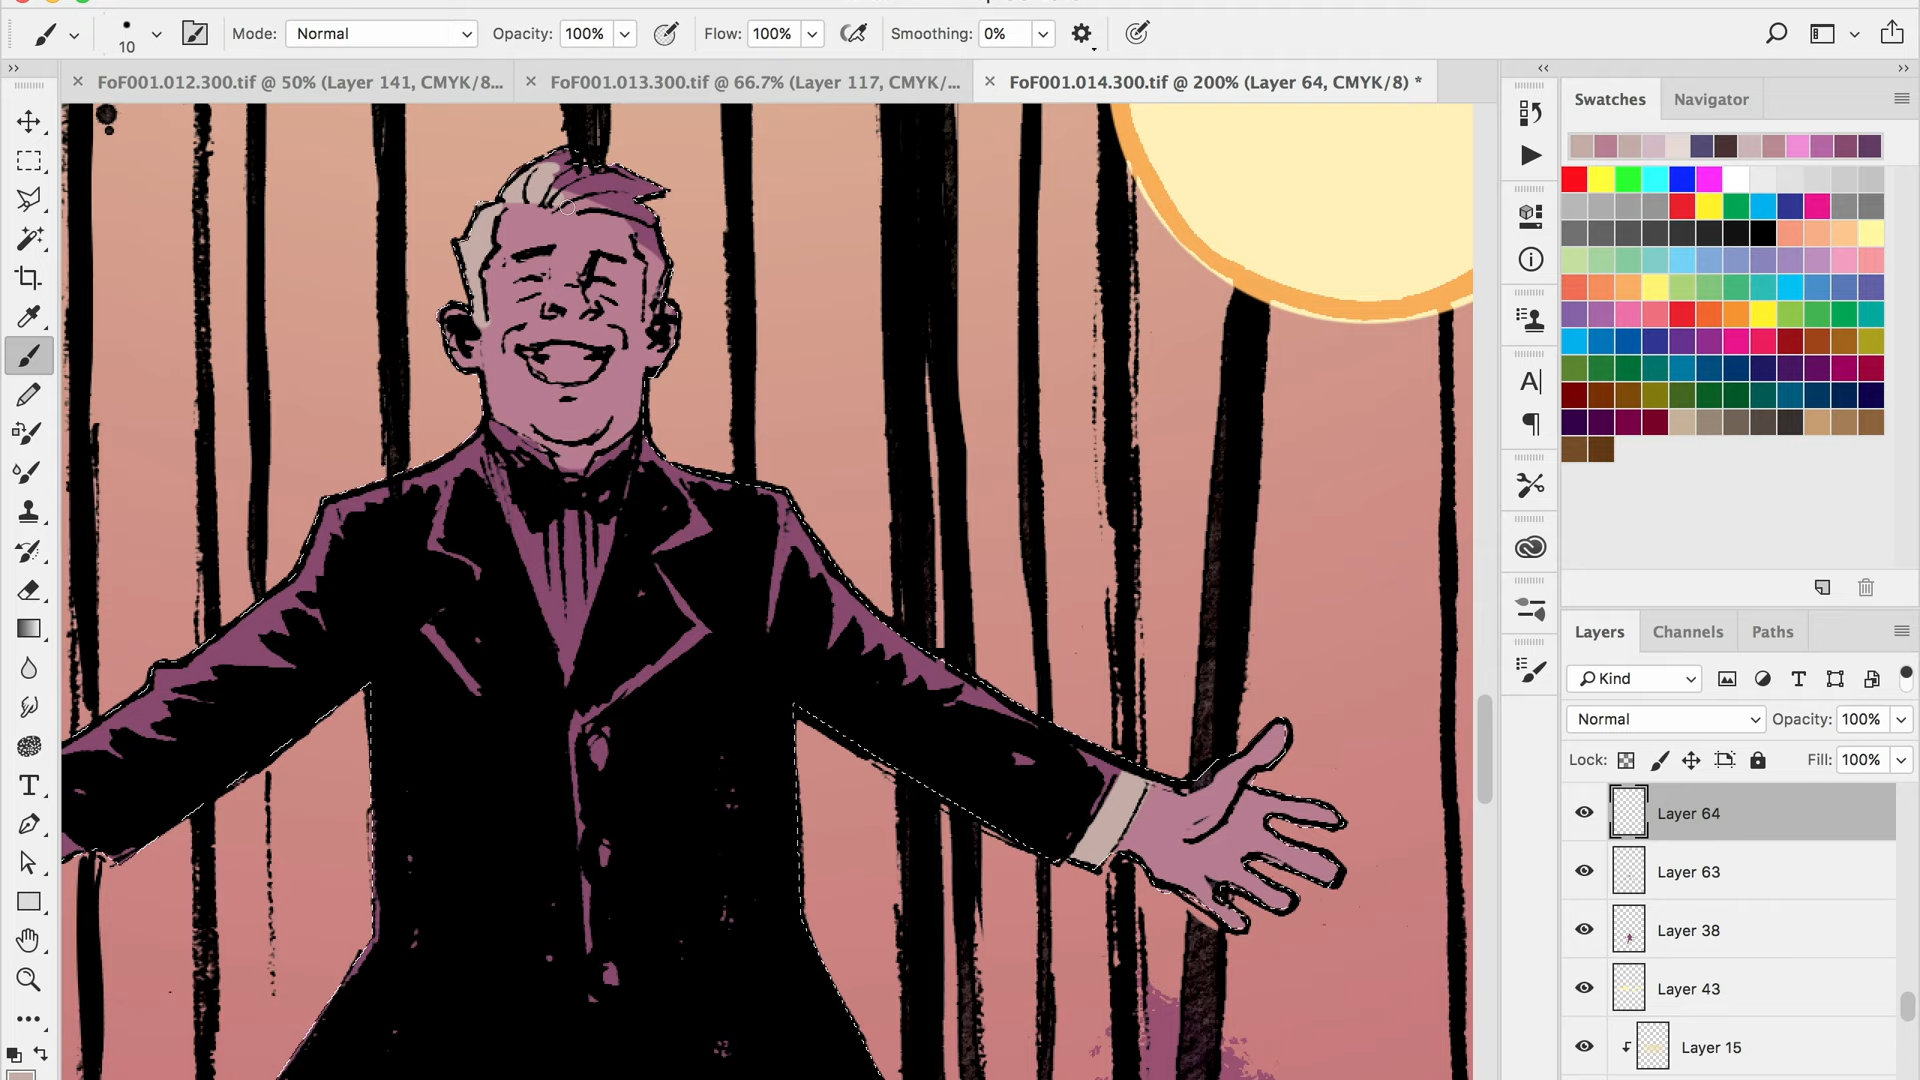 10
Mode: Normal
Opacity: 100%
Flow: 100%
Smoothing: 0%
FoF001.012.300.tif @ 50% (Layer 141, CMYK/8...
FoF001.013.300.tif @ 66.7% (Layer 117, CMYK/...
FoF001.014.300.tif @ 200% (Layer 64, CMYK/8) *
Swatches
Navigator
Layers
Channels
Paths
Kind
Normal
Opacity: 100%
Lock:
Fill: 100%
Layer 64
Layer 63
Layer 38
Layer 43
Layer 15